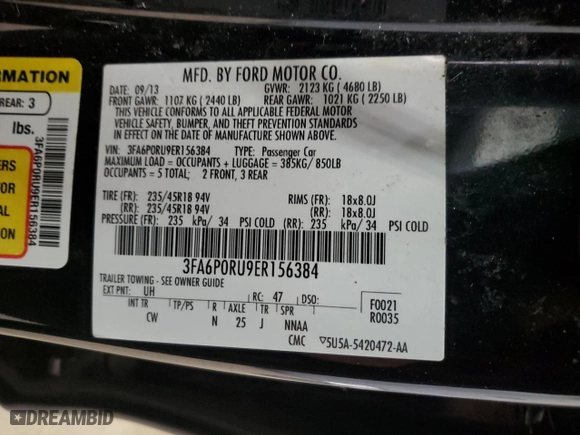 ORMATION
REAR: 3
lbs.
ERS
FOR
AL
ION
3FA6P0RU9ER156384
MFD. BY FORD MOTOR CO.
DATE: 09/13 GVWR: 2123 KG ( 4680 LB)
FRONT GAWR: 1107 KG ( 2440 LB) REAR GAWR: 1021 KG ( 2250 LB)
THIS VEHICLE CONFORMS TO ALL APPLICABLE FEDERAL MOTOR
VEHICLE SAFETY, BUMPER, AND THEFT PREVENTION STANDARDS
IN EFFECT ON THE DATE OF MANUFACTURE SHOWN ABOVE.
VIN: 3FA6P0RU9ER156384 TYPE: Passenger Car
MAXIMUM LOAD = OCCUPANTS + LUGGAGE = 385KG/ 850LB
OCCUPANTS = 5 TOTAL; 2 FRONT, 3 REAR
TIRE (FR): 235/45R18 94V RIMS (FR): 18x8.0J
(RR): 235/45R18 94V (RR): 18x8.0J
PRESSURE (FR): 235 kPa/ 34 PSI COLD (RR): 235 kPa/ 34 PSI COLD
3FA6P0RU9ER156384
TRAILER TOWING - SEE OWNER GUIDE
EXT PNT: UH RC: 47 F0021
INT TR TP/PS R AXLE TR SPR R0035
CW N 25 J NNAA
CMC ▽5U5A-5420472-AA
DREAMBID